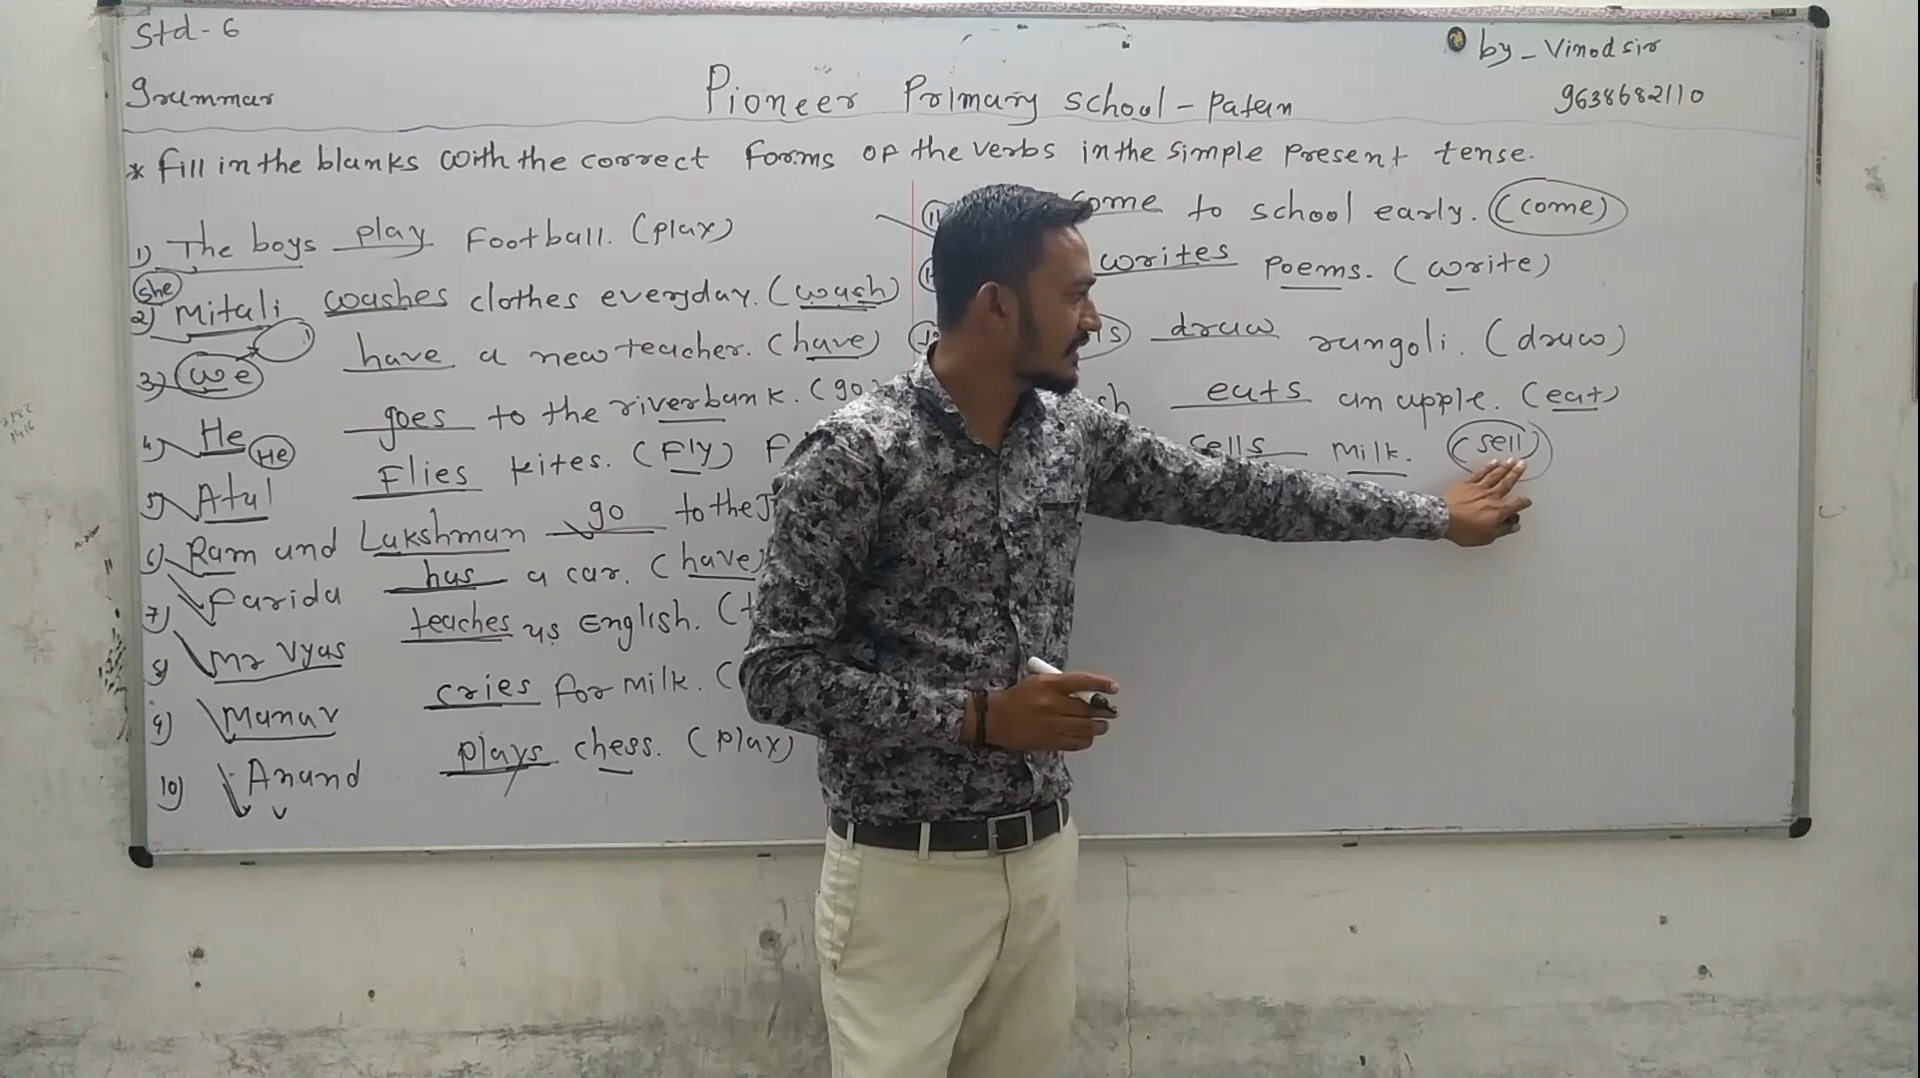 Std-6
by - Vinod sir
Grammar
Pioneer Primary school - Patan
9638682110
* Fill in the blanks with the correct forms of the verbs in the simple present tense.
1) The boys play football. (play)
She
2) Mitali washes clothes everyday. (wash)
3) we have a new teacher. (have)
4) He goes to the riverbank. (go)
He
5) Atul Flies kites. (Fly) F
6) Ram and Lakshman go to the
7) Farida has a car. (have)
8) Mr Vyas teaches us English. (t
9) Manav cries for milk. (
10) Anand plays chess. (play)
11 come to school early. (come)
writes poems. (write)
draw rangoli. (draw)
sh eats an apple. (eat)
sells milk. (sell)